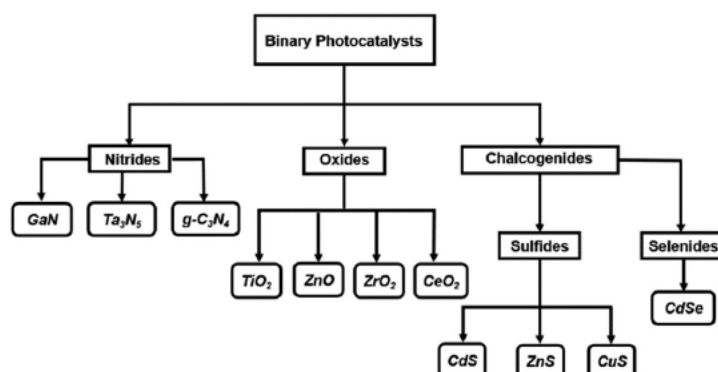 Binary Photocatalysts
Nitrides
Oxides
Chalcogenides
GaN
Ta₃N₅
g-C₃N₄
Sulfides
Selenides
TiO₂
ZnO
ZrO₂
CeO₂
CdSe
CdS
ZnS
CuS